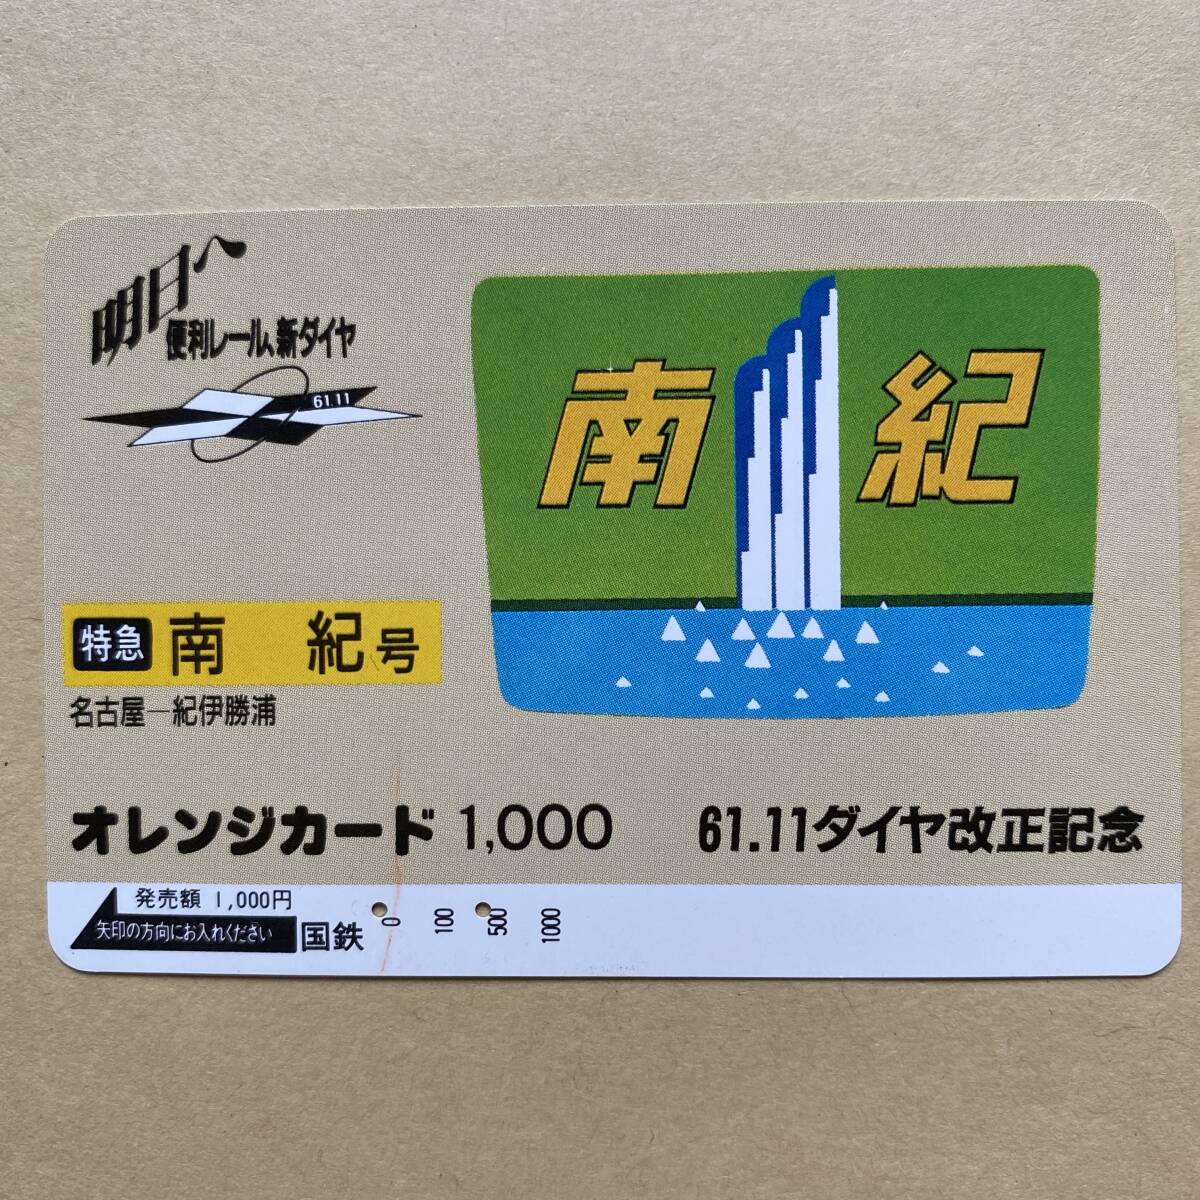 明日へ
便利レール、新ダイヤ
61.11
南紀
特急 南紀号
名古屋－紀伊勝浦
オレンジカード 1,000 61.11ダイヤ改正記念
発売額 1,000円
矢印の方向にお入れください
国鉄 0 100 500 1000